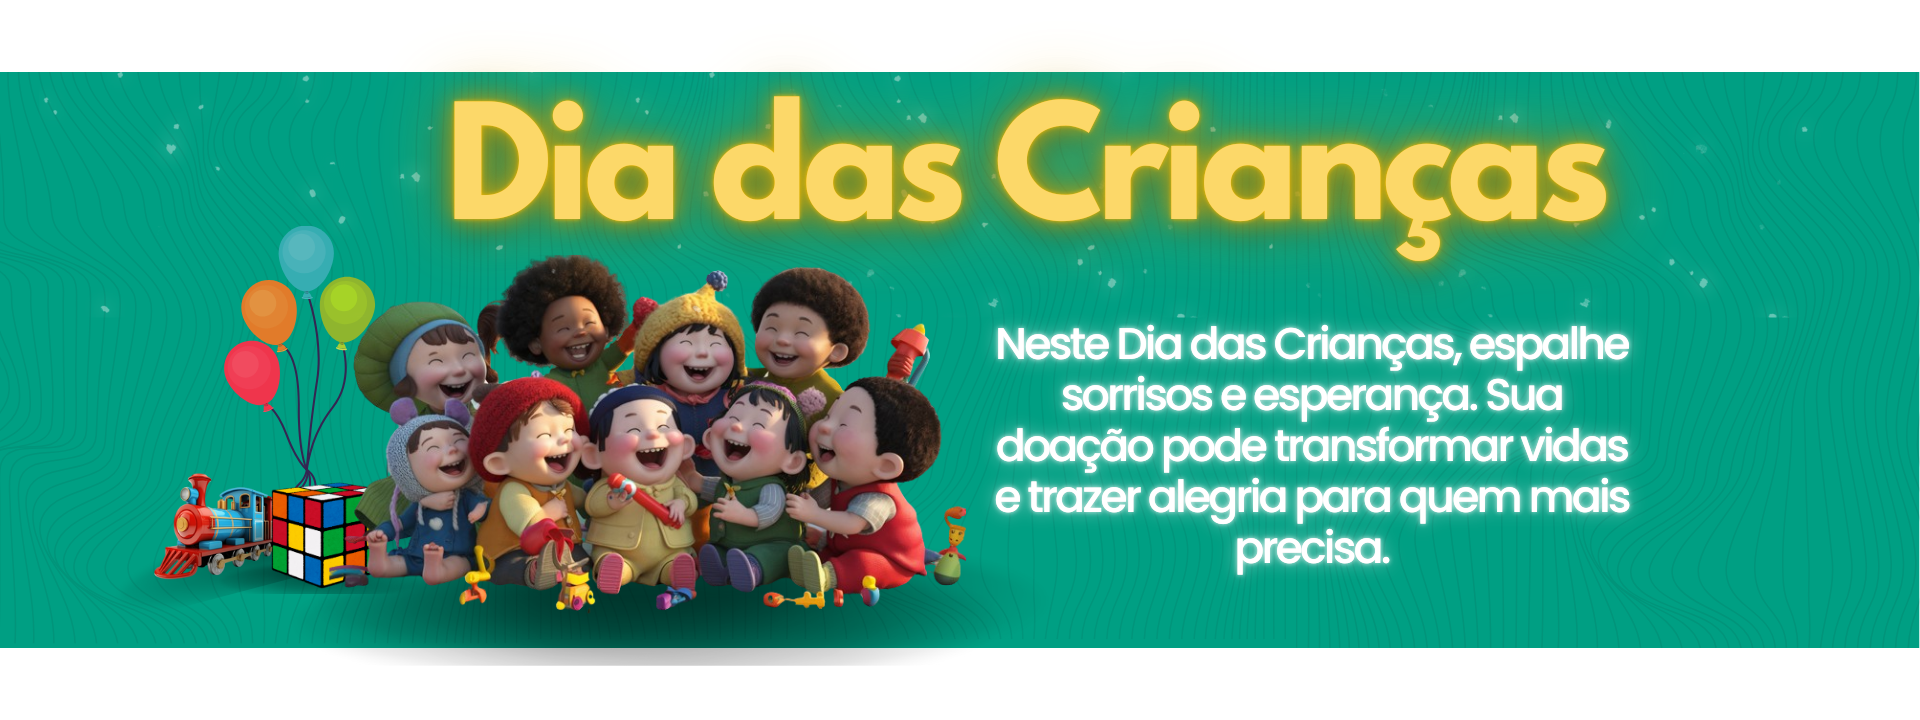 Dia das Crianças
Neste Dia das Crianças, espalhe
sorrisos e esperança. Sua
doação pode transformar vidas
e trazer alegria para quem mais
precisa.